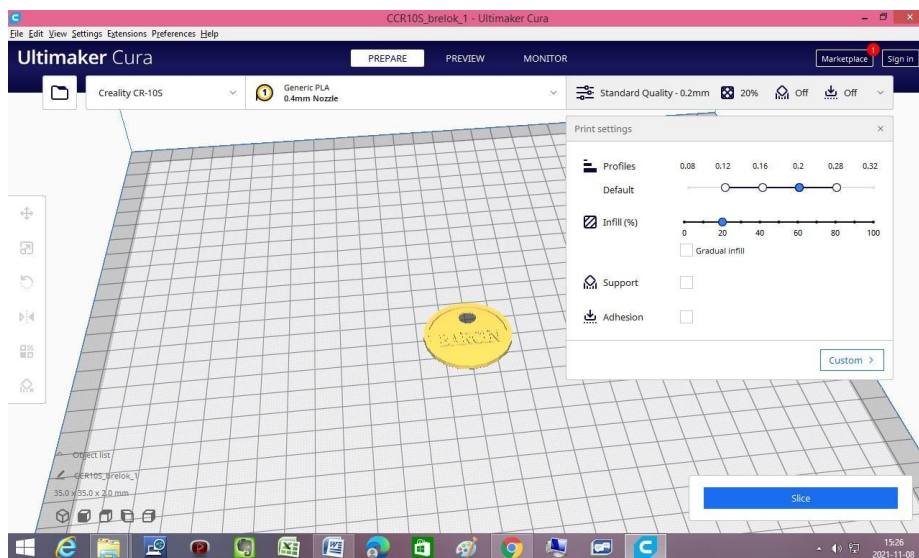 CCR10S_brelok_1 - Ultimaker Cura
File Edit View Settings Extensions Preferences Help
Ultimaker Cura PREPARE PREVIEW MONITOR Marketplace 1 Sign in
Creality CR-10S 1 Generic PLA
0.4mm Nozzle
Standard Quality - 0.2mm 20% Off Off
Print settings
Profiles 0.08 0.12 0.16 0.2 0.28 0.32
Default
Infill (%)
0 20 40 60 80 100
Gradual infill
Support
Adhesion
Custom
BARON
Object list
CCR10S_brelok_1
35.0 x 35.0 x 2.0 mm
Slice
15:26
2021-11-09